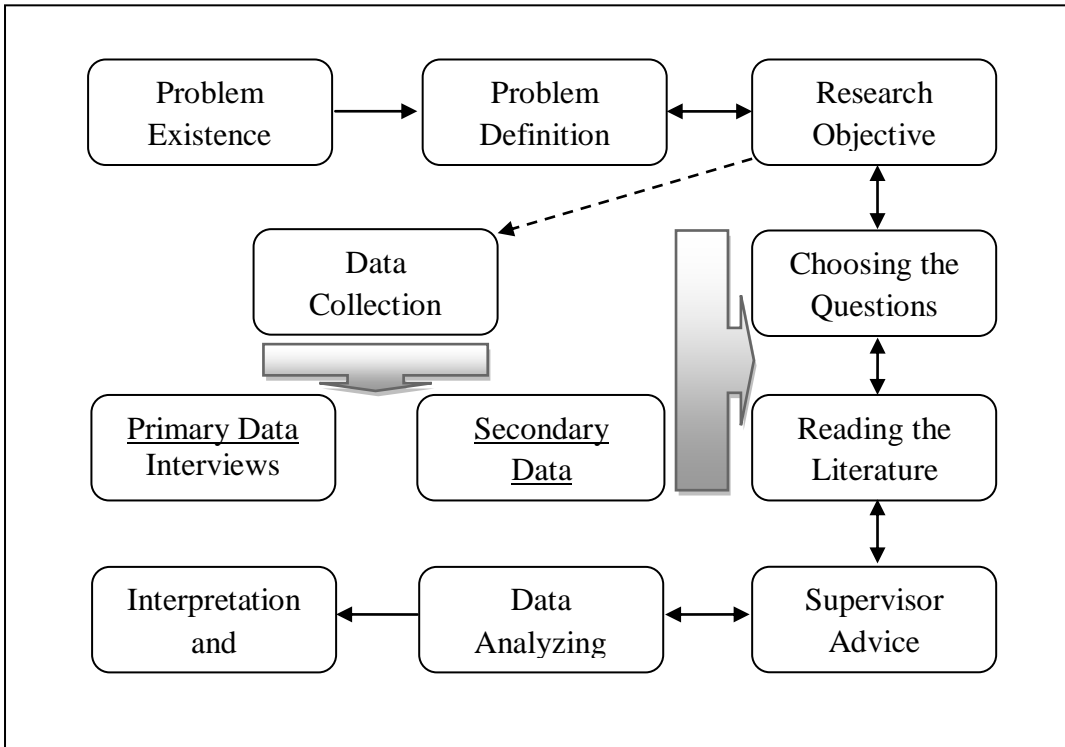 Problem
Existence
Problem
Definition
Research
Objective
Data
Collection
Choosing the
Questions
Primary Data
Interviews
Secondary
Data
Reading the
Literature
Interpretation
and
Data
Analyzing
Supervisor
Advice